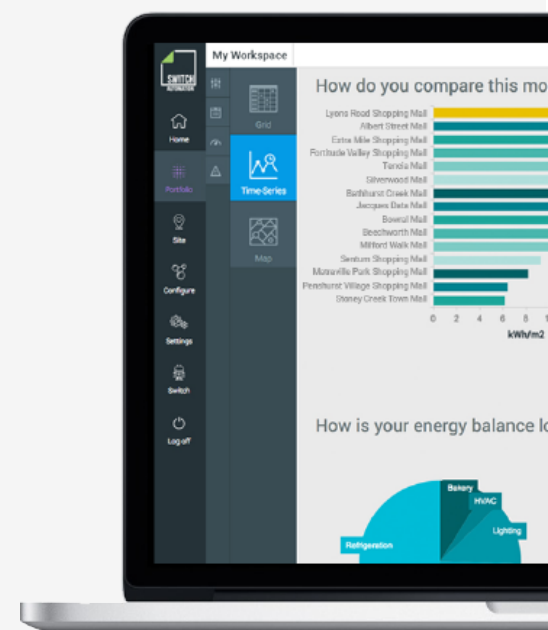 SWITCH
AUTOMATION
My Workspace
Home
Portfolio
Site
Configure
Settings
Switch
Log off
Grid
Time-Series
Map
How do you compare this mo
Lyons Road Shopping Mall
Albert Street Mall
Extra Mile Shopping Mall
Fortitude Valley Shopping Mall
Silverwood Mall
Bathhurst Creek Mall
Jacques Data Mall
Bowral Mall
Beechworth Mall
Milford Walk Mall
Sentum Shopping Mall
Park Shopping Mall
Penshurst Village Shopping Mall
Stoney Creek Town Mall
0 2 4 6 8 1
kWh/m2
How is your energy balance lo
Bakery
HVAC
Lighting
Refrigeration